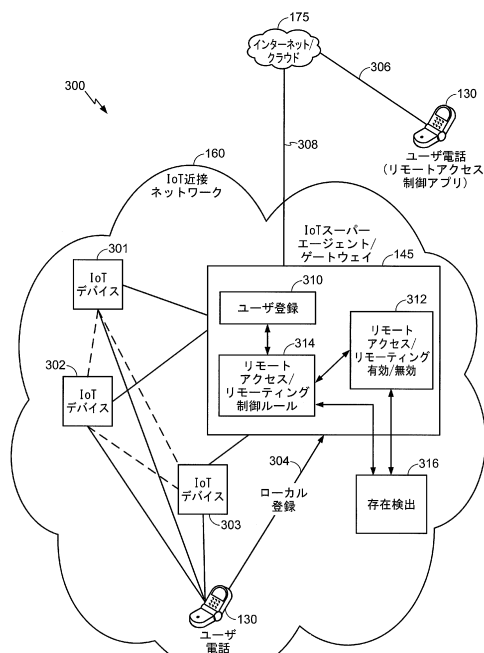 175
インターネット/
クラウド
306
130
300
308
ユーザ電話
(リモートアクセス
制御アプリ)
160
IoT近接
ネットワーク
IoTスーパー
エージェント/
ゲートウェイ
145
301
IoT
デバイス
310
ユーザ登録
312
リモート
アクセス/
リモーティング
有効/無効
314
リモート
アクセス/
リモーティング
制御ルール
302
IoT
デバイス
304
ローカル
登録
316
存在検出
IoT
デバイス
303
130
ユーザ
電話